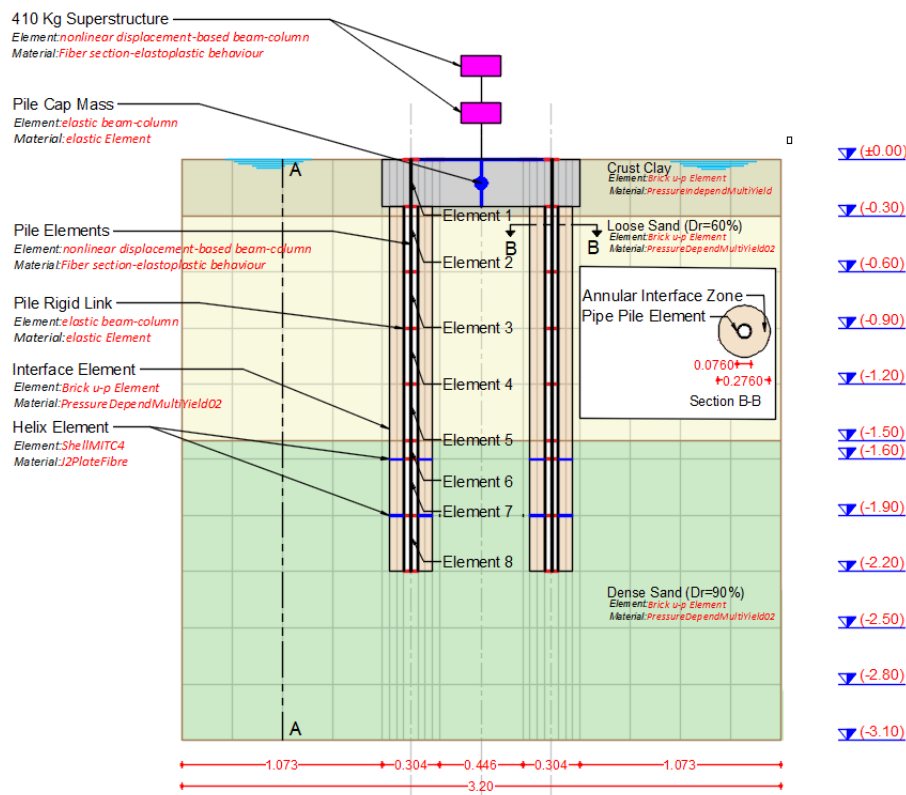 410 Kg Superstructure
Element:nonlinear displacement-based beam-column
Material:Fiber section-elastoplastic behaviour
Pile Cap Mass
Element:elastic beam-column
Material:elastic Element
Pile Elements
Element:nonlinear displacement-based beam-column
Material:Fiber section-elastoplastic behaviour
Pile Rigid Link
Element:elastic beam-column
Material:elastic Element
Interface Element
Element:Brick u-p Element
Material:PressureDependMultiYield02
Helix Element
Element:ShellMITC4
Material:J2PlateFibre
A
A
Element 1
Element 2
Element 3
Element 4
Element 5
Element 6
Element 7
Element 8
Crust Clay
Element:Brick u-p Element
Material:PressureIndependMultiYield
Loose Sand (Dr=60%)
Element:Brick u-p Element
Material:PressureDependMultiYield02
B
B
Annular Interface Zone
Pipe Pile Element
0.0760
0.2760
Section B-B
Dense Sand (Dr=90%)
Element:Brick u-p Element
Material:PressureDependMultiYield02
(±0.00)
(-0.30)
(-0.60)
(-0.90)
(-1.20)
(-1.50)
(-1.60)
(-1.90)
(-2.20)
(-2.50)
(-2.80)
(-3.10)
1.073
0.304
0.446
0.304
1.073
3.20